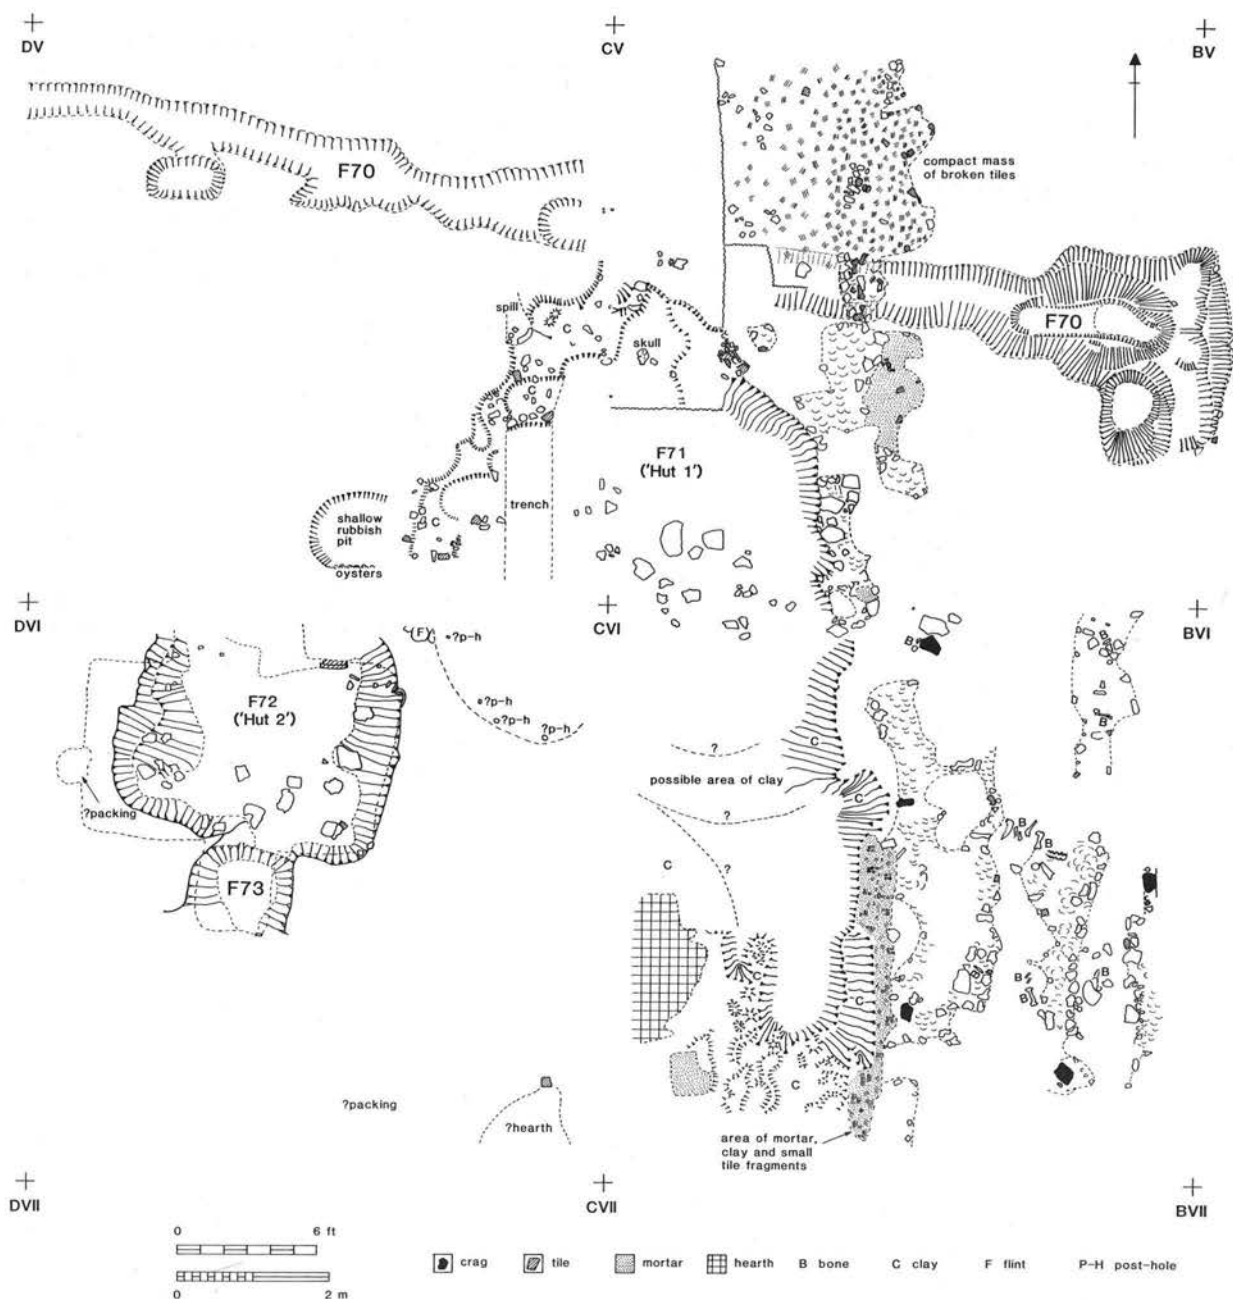 DV
CV
BV
F70
compact mass
of broken tiles
spill
C
skull
F70
C
F71
('Hut 1')
shallow
rubbish
pit
oysters
C
trench
DVI
CVI
BVI
F
?p-h
B
B
F72
('Hut 2')
?p-h
?p-h
?p-h
B
C
?
possible area of clay
C
?packing
?
B
B
C
?
F73
C
C
B
B
B
B
C
?packing
?hearth
area of mortar,
clay and small
tile fragments
DVII
CVII
BVII
0 6 ft
crag tile mortar hearth B bone C clay F flint P-H post-hole
0 2 m